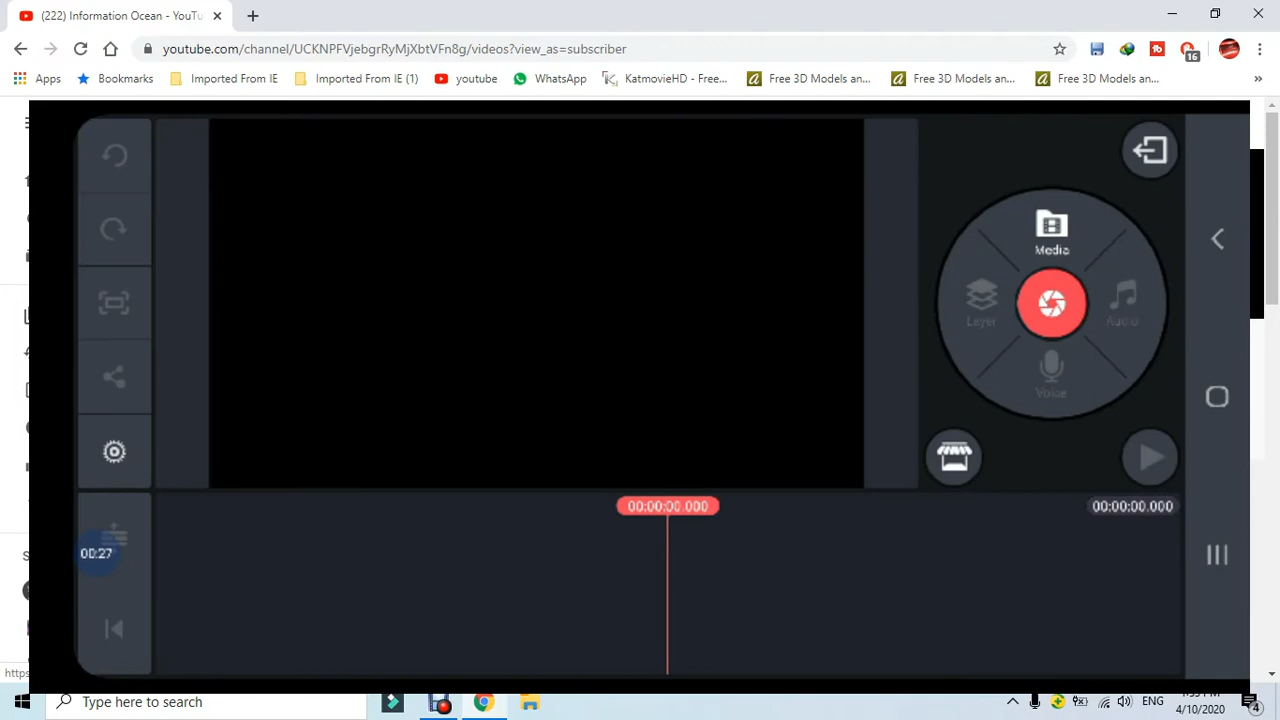 (222) Information Ocean - YouTu
youtube.com/channel/UCKNPFVjebgrRyMjXbtVFn8g/videos?view_as=subscriber
16
Apps Bookmarks Imported From IE Imported From IE (1) youtube WhatsApp KatmovieHD - Free... Free 3D Models an... Free 3D Models an... Free 3D Models an... »
Media
Layer
Audio
Voice
00:00:00.000
00:00:00.000
00:27
https
Type here to search
ENG
4/10/2020
4